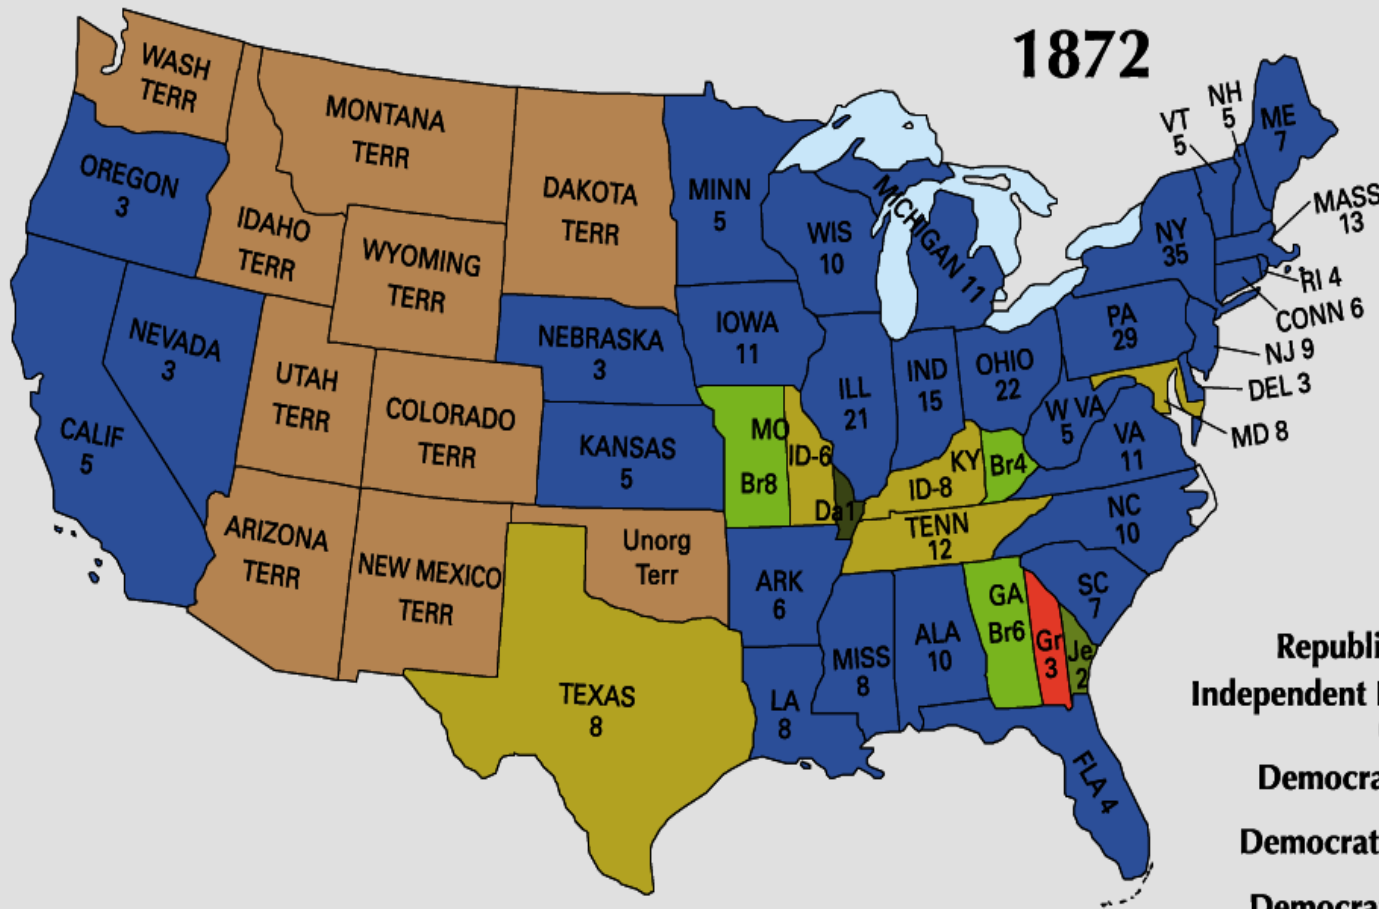 1872
WASH
TERR
MONTANA
TERR
OREGON
3
IDAHO
TERR
WYOMING
TERR
DAKOTA
TERR
MINN
5
WIS
10
MICHIGAN 11
NY
35
VT
5
NH
5
ME
7
MASS
13
RI 4
CONN 6
NJ 9
DEL 3
MD 8
PA
29
NEVADA
3
CALIF
5
UTAH
TERR
COLORADO
TERR
NEBRASKA
3
IOWA
11
KANSAS
5
ILL
21
IND
15
OHIO
22
W VA
5
VA
11
MO
Br8
ID-6
Da1
KY
ID-8
Br4
TENN
12
NC
10
SC
7
ARIZONA
TERR
NEW MEXICO
TERR
Unorg
Terr
TEXAS
8
ARK
6
LA
8
MISS
8
ALA
10
GA
Br6
Gr
3
Je
2
FLA 4
Republi
Independent
Democra
Democrat
Democra